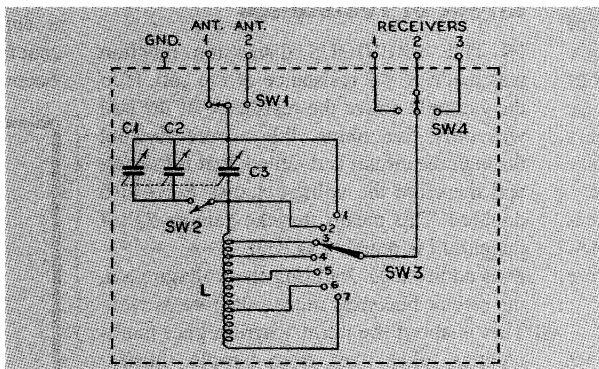 GND.
ANT. ANT.
1 2
RECEIVERS
1 2 3
SW1
SW4
C1 C2
C3
SW2
1
2
3
4
5
6
7
SW3
L